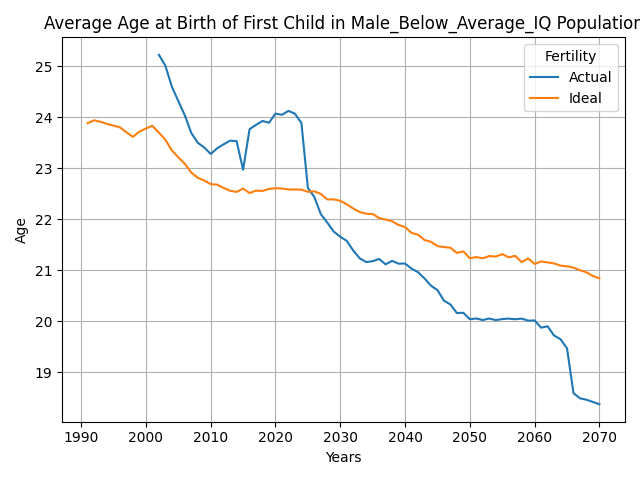 Average Age at Birth of First Child in Male_Below_Average_IQ Population
Fertility
Actual
Ideal
Age
25
24
23
22
21
20
19
1990 2000 2010 2020 2030 2040 2050 2060 2070
Years